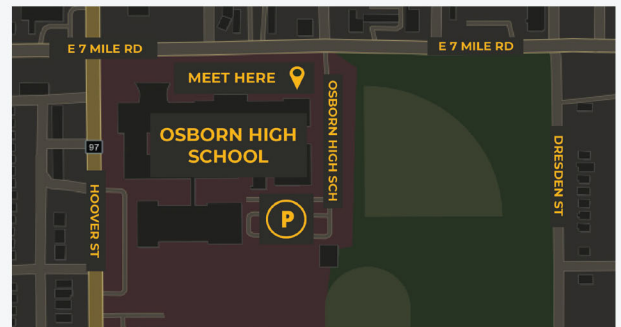 E 7 MILE RD
E 7 MILE RD
MEET HERE
OSBORN HIGH SCH
OSBORN HIGH
SCHOOL
97
HOOVER ST
DRESDEN ST
P